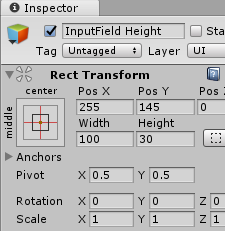 Inspector
InputField Height
Sta
Tag Untagged Layer UI
Rect Transform
center Pos X Pos Y Pos
middle 255 145 0
Width Height
100 30
Anchors
Pivot X 0.5 Y 0.5
Rotation X 0 Y 0 Z 0
Scale X 1 Y 1 Z 1